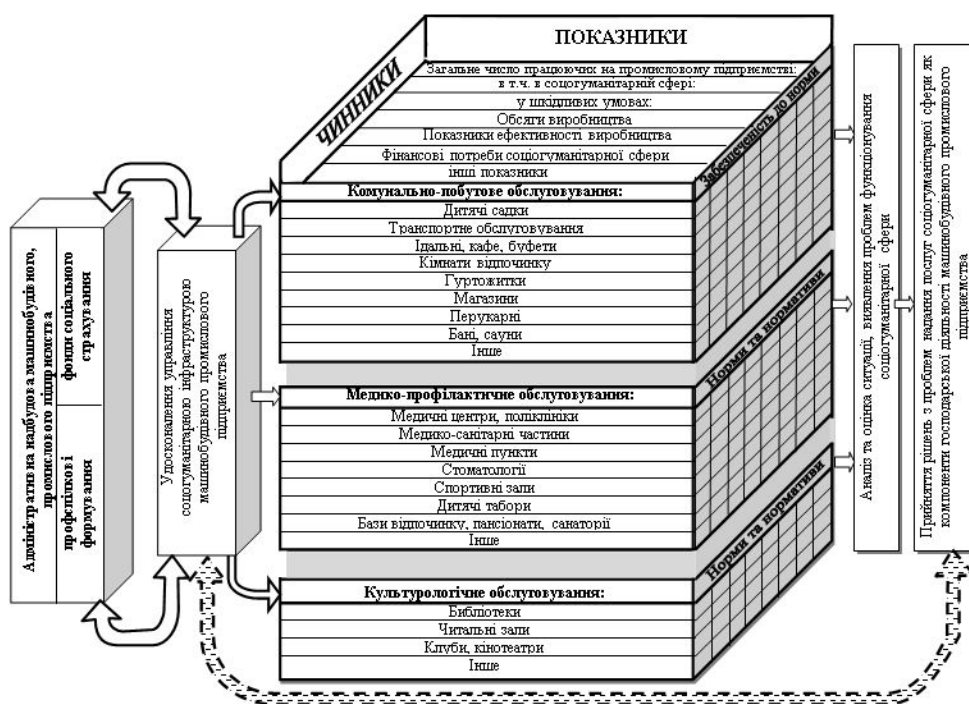 ПОКАЗНИКИ
ЧИННИКИ
Загальне число працюючих на промисловому підприємстві:
в т.ч. в соціогуманітарній сфері:
у шкідливих умовах:
Обсяги виробництва
Показники ефективності виробництва
Фінансові потреби соціогуманітарної сфери
інші показники
Забезпеченість до норми
Комунально-побутове обслуговування:
Дитячі садки
Транспортне обслуговування
Їдальні, кафе, буфети
Кімнати відпочинку
Гуртожитки
Магазини
Перукарні
Бані, сауни
Інше
Норми та нормативи
Медико-профілактичне обслуговування:
Медичні центри, поліклініки
Медико-санітарні частини
Медичні пункти
Стоматології
Спортивні зали
Дитячі табори
Бази відпочинку, пансіонати, санаторії
Інше
Норми та нормативи
Культурологічне обслуговування:
Библіотеки
Читальні зали
Клуби, кінотеатри
Інше
Адміністративна надбудова машинобудівного,
промислового підприємства
профспілкові
формування
фонди соціального
страхування
Удосконалення управління
соцогуманітарною інфраструктурою
машинобудівного промислового
підприємства
Аналіз та оцінка ситуації, виявлення проблем функціонування
соціогуманітарної сфери
Прийняття рішень з проблем надання послуг соціогуманітарної сфери як
компоненти господарської діяльності машинобудівного промислового
підприємства